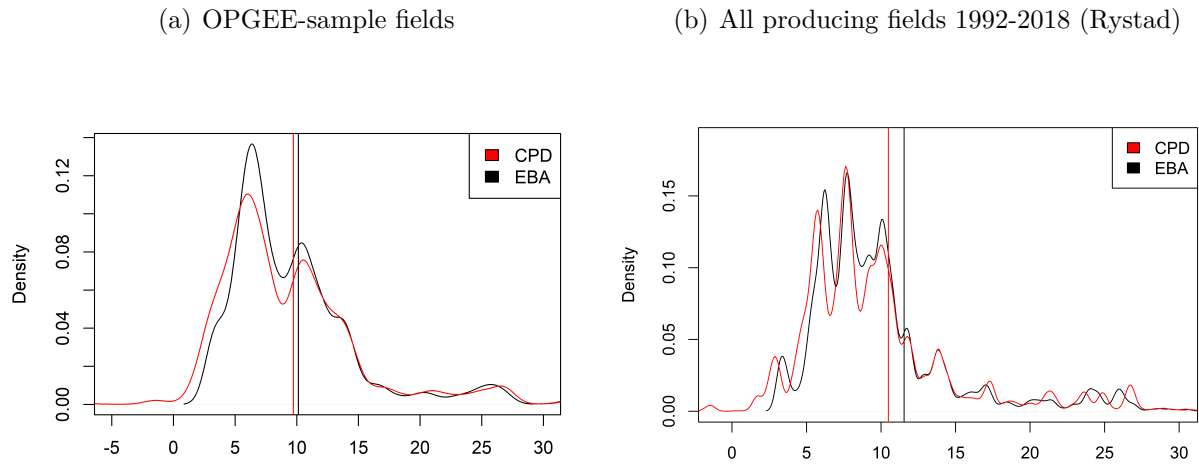 (a) OPGEE-sample fields
(b) All producing fields 1992-2018 (Rystad)
CPD
EBA
Density
0.00
0.04
0.08
0.12
-5
0
5
10
15
20
25
30
CPD
EBA
Density
0.00
0.05
0.10
0.15
0
5
10
15
20
25
30